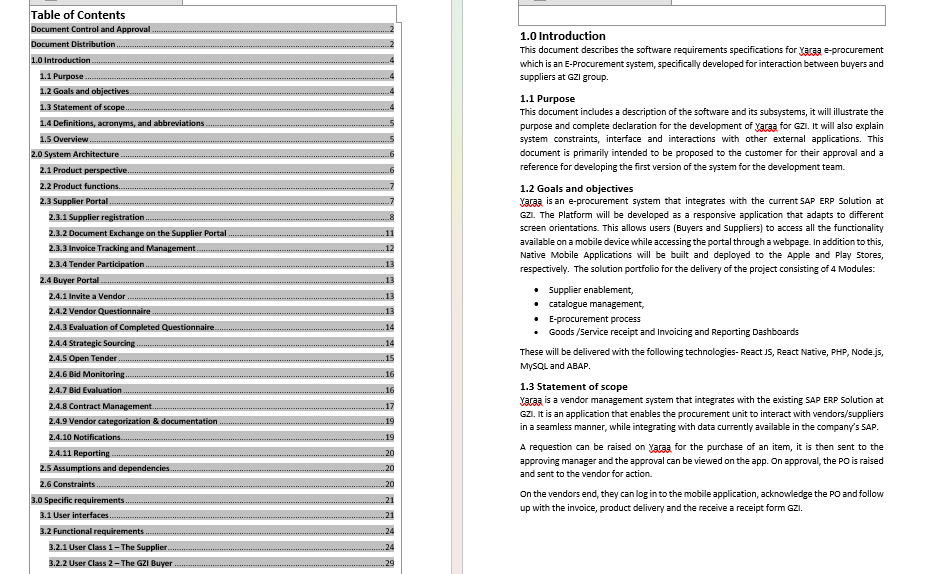 Table of Contents
Document Control and Approval 2
Document Distribution 2
1.0 Introduction 4
1.1 Purpose 4
1.2 Goals and objectives 4
1.3 Statement of scope 4
1.4 Definitions, acronyms, and abbreviations 5
1.5 Overview 5
2.0 System Architecture 6
2.1 Product perspective 6
2.2 Product functions 7
2.3 Supplier Portal 7
2.3.1 Supplier registration 8
2.3.2 Document Exchange on the Supplier Portal 11
2.3.3 Invoice Tracking and Management 12
2.3.4 Tender Participation 13
2.4 Buyer Portal 13
2.4.1 Invite a Vendor 13
2.4.2 Vendor Questionnaire 13
2.4.3 Evaluation of Completed Questionnaire 14
2.4.4 Strategic Sourcing 14
2.4.5 Open Tender 15
2.4.6 Bid Monitoring 16
2.4.7 Bid Evaluation 16
2.4.8 Contract Management 17
2.4.9 Vendor categorization & documentation 19
2.4.10 Notifications 19
2.4.11 Reporting 20
2.5 Assumptions and dependencies 20
2.6 Constraints 20
3.0 Specific requirements 21
3.1 User interfaces 21
3.2 Functional requirements 24
3.2.1 User Class 1 – The Supplier 24
3.2.2 User Class 2 – The GZI Buyer 29
1.0 Introduction
This document describes the software requirements specifications for Yaraa e-procurement
which is an E-Procurement system, specifically developed for interaction between buyers and
suppliers at GZI group.
1.1 Purpose
This document includes a description of the software and its subsystems, it will illustrate the
purpose and complete declaration for the development of Yaraa for GZI. It will also explain
system constraints, interface and interactions with other external applications. This
document is primarily intended to be proposed to the customer for their approval and a
reference for developing the first version of the system for the development team.
1.2 Goals and objectives
Yaraa is an e-procurement system that integrates with the current SAP ERP Solution at
GZI. The Platform will be developed as a responsive application that adapts to different
screen orientations. This allows users (Buyers and Suppliers) to access all the functionality
available on a mobile device while accessing the portal through a webpage. In addition to this,
Native Mobile Applications will be built and deployed to the Apple and Play Stores,
respectively. The solution portfolio for the delivery of the project consisting of 4 Modules:
• Supplier enablement,
• catalogue management,
• E-procurement process
• Goods /Service receipt and Invoicing and Reporting Dashboards
These will be delivered with the following technologies- React JS, React Native, PHP, Node.js,
MySQL and ABAP.
1.3 Statement of scope
Yaraa is a vendor management system that integrates with the existing SAP ERP Solution at
GZI. It is an application that enables the procurement unit to interact with vendors/suppliers
in a seamless manner, while integrating with data currently available in the company's SAP.
A requestion can be raised on Yaraa for the purchase of an item, it is then sent to the
approving manager and the approval can be viewed on the app. On approval, the PO is raised
and sent to the vendor for action.
On the vendors end, they can log in to the mobile application, acknowledge the PO and follow
up with the invoice, product delivery and the receive a receipt form GZI.